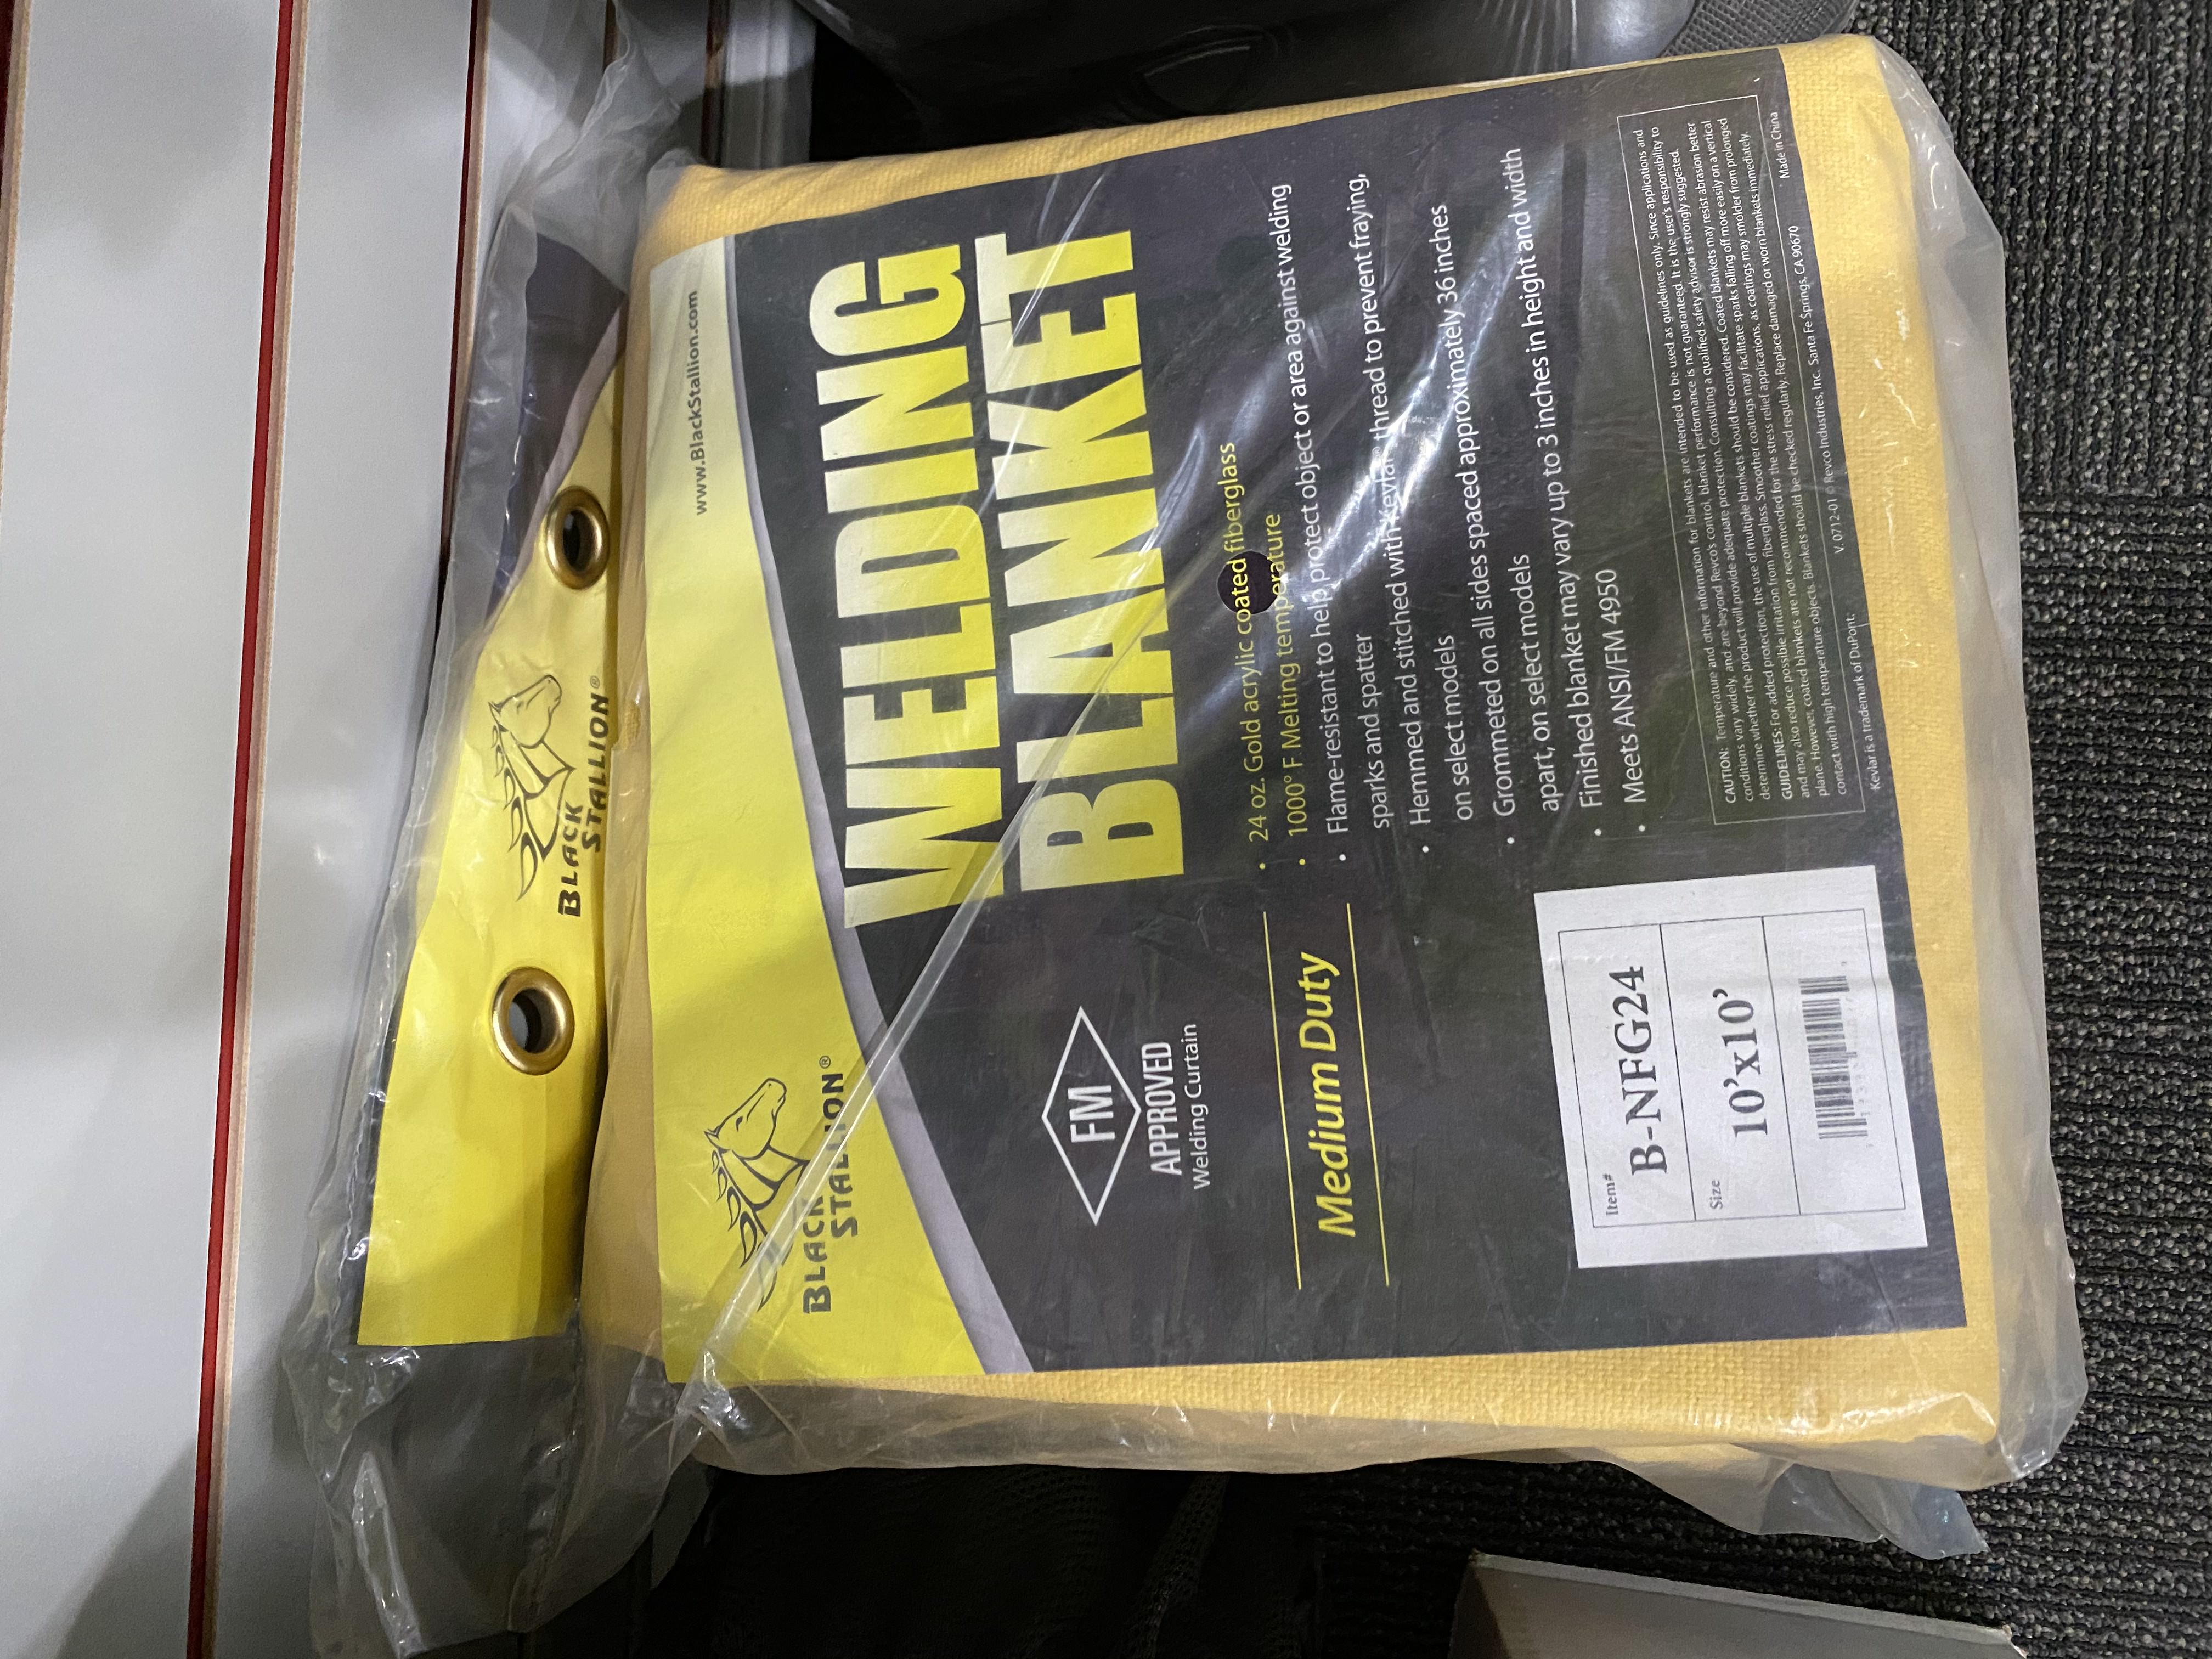 BLACK
STALLION®
BLACK
STALLION®
www.BlackStallion.com
WELDING
BLANKET
FM
APPROVED
Welding Curtain
Medium Duty
• 24 oz. Gold acrylic coated fiberglass
• 1000° F Melting temperature
• Flame-resistant to help protect object or area against welding
sparks and spatter
• Hemmed and stitched with Kevlar™ thread to prevent fraying,
on select models
• Grommeted on all sides spaced approximately 36 inches
apart, on select models
• Finished blanket may vary up to 3 inches in height and width
• Meets ANSI/FM 4950
Item#
B-NFG24
Size
10'x10'
CAUTION: Temperature and other information for blankets are intended to be used as guidelines only. Since applications and
conditions vary widely, and are beyond Revco's control, blanket performance is not guaranteed. It is the user's responsibility to
determine whether the product will provide adequate protection. Consulting a qualified safety advisor is strongly suggested.
GUIDELINES: For added protection, the use of multiple blankets should be considered. Coated blankets may resist abrasion better
and may also reduce possible irritation from fiberglass. Smoother coatings may facilitate sparks falling off more easily on a vertical
plane. However, coated blankets are not recommended for the stress relief applications, as coatings may smolder from prolonged
contact with high temperature objects. Blankets should be checked regularly. Replace damaged or worn blankets immediately.
Kevlar is a trademark of DuPont.
V. 0712-01 © Revco Industries, Inc. Santa Fe Springs, CA 90670
Made in China